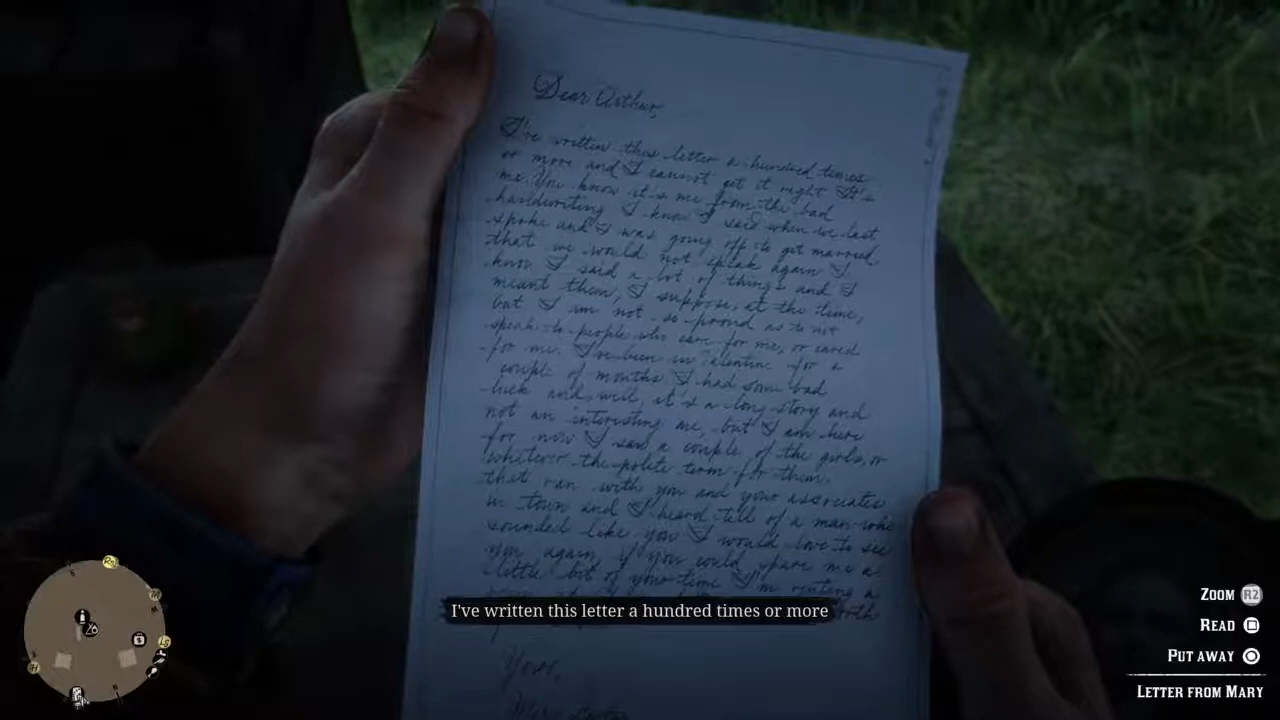 Dear Arthur,
I've written this letter a hundred times
or more and I cannot get it right It's
me. You know it's me from the bad
handwriting I know I said when we last
spoke and I was going off to get married.
that we would not speak again I
know I said a lot of things and I
meant them, I suppose, at the time,
but I am not so proud as to not
speak to people who care for me, or cared
for me. I've been in Valentine for a
couple of months I had some bad
luck and, well, it's a long story and
not an interesting me, but I am here
for now I saw a couple of the girls, or
whatever the polite term for them,
that ran with you and your associates
in town and I heard tell of a man who
sounded like you I would love to see
you again, if you could spare me a
little bit of your time I'm renting a
I've written this letter a hundred times or more
Yours,
Mary
ZOOM R2
READ
PUT AWAY
LETTER FROM MARY